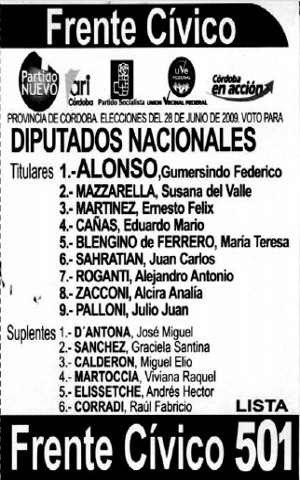 Frente Cívico
Partido
NUEVO
ari
Córdoba
Partido Socialista
UVF
UNION VECINAL FEDERAL
Córdoba
en acción
PROVINCIA DE CORDOBA. ELECCIONES DEL 28 DE JUNIO DE 2009. VOTO PARA
DIPUTADOS NACIONALES
Titulares 1.-ALONSO,Gumersindo Federico
2.- MAZZARELLA, Susana del Valle
3.- MARTINEZ, Ernesto Felix
4.- CAÑAS, Eduardo Mario
5.- BLENGINO de FERRERO, María Teresa
6.- SAHRATIAN, Juan Carlos
7.- ROGANTI, Alejandro Antonio
8.- ZACCONI, Alcira Analía
9.- PALLONI, Julio Juan
Suplentes 1.- D´ANTONA, José Miguel
2.- SANCHEZ, Graciela Santina
3.- CALDERON, Miguel Elio
4.- MARTOCCIA, Viviana Raquel
5.- ELISSETCHE, Andrés Hector
6.- CORRADI, Raúl Fabricio LISTA
Frente Cívico 501